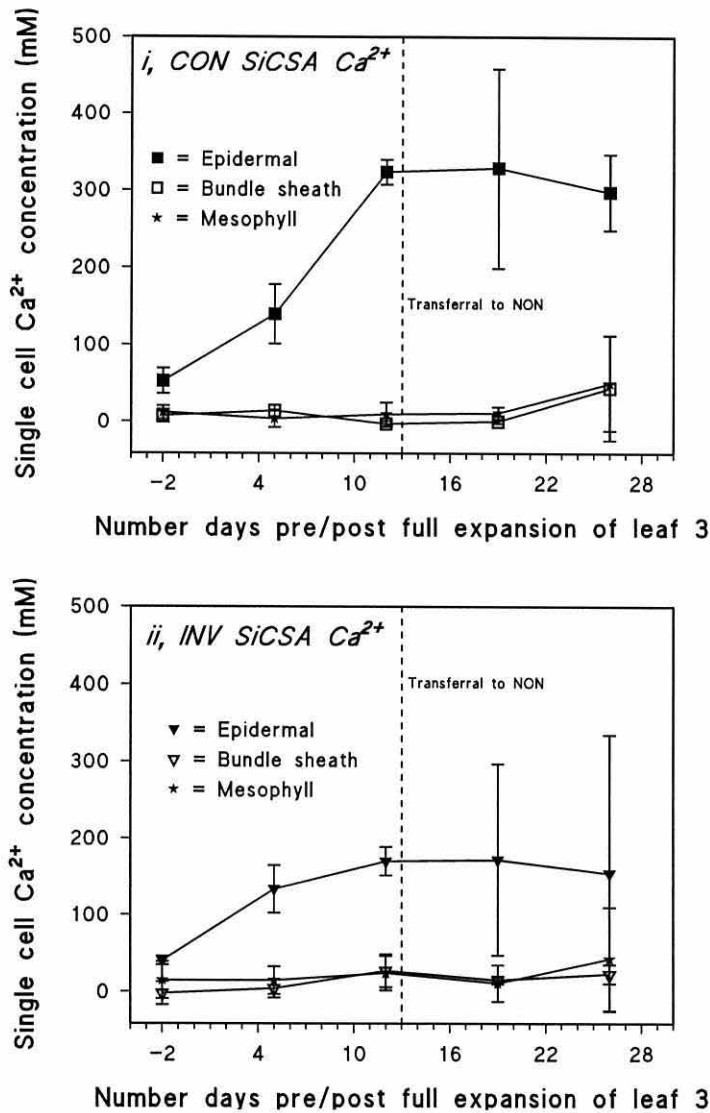 500
400
300
200
100
0
Single cell Ca²⁺ concentration (mM)
i, CON SiCSA Ca²⁺
■ = Epidermal
□ = Bundle sheath
★ = Mesophyll
Transferral to NON
−2 4 10 16 22 28
Number days pre/post full expansion of leaf 3
500
400
300
200
100
0
Single cell Ca²⁺ concentration (mM)
ii, INV SiCSA Ca²⁺
Transferral to NON
▼ = Epidermal
▽ = Bundle sheath
★ = Mesophyll
−2 4 10 16 22 28
Number days pre/post full expansion of leaf 3